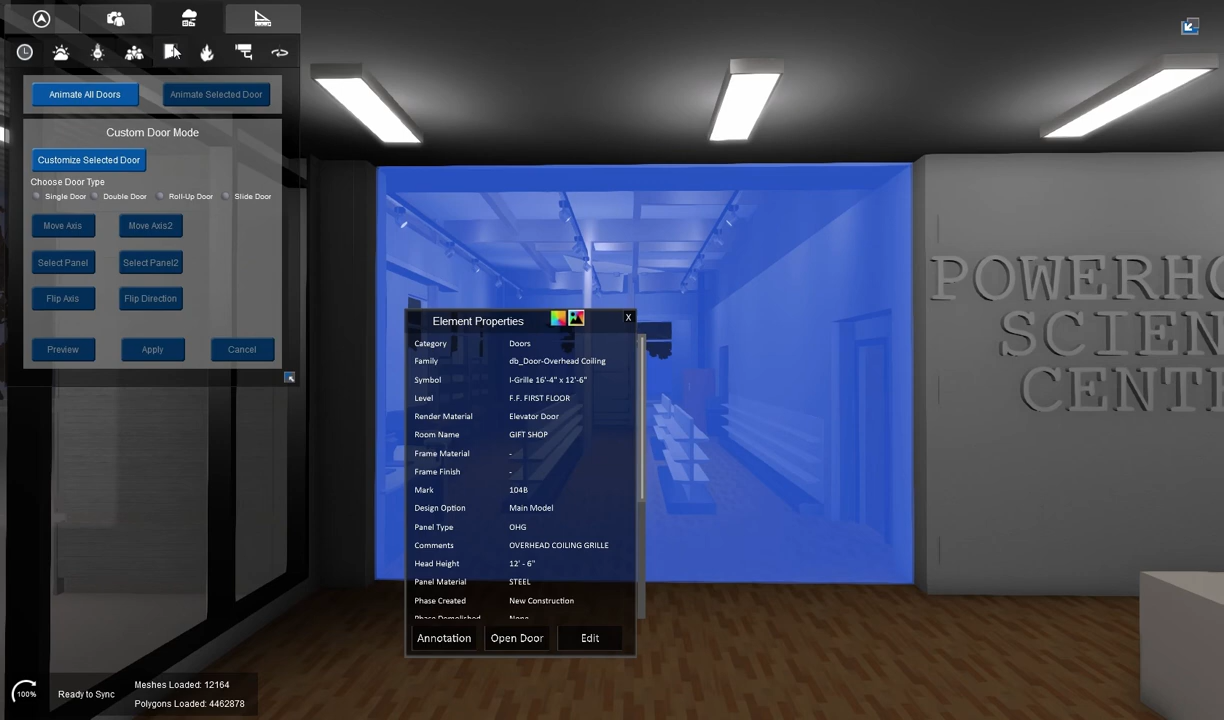 Animate All Doors
Animate Selected Door
Custom Door Mode
Customize Selected Door
Choose Door Type
Single Door Double Door Roll-Up Door Slide Door
Move Axis Move Axis2
Select Panel Select Panel2
Flip Axis Flip Direction
Preview Apply Cancel
POWERHO
SCIEN
CENT
Element Properties X
Category Doors
Family db_Door-Overhead Coiling
Symbol I-Grille 16'-4" x 12'-6"
Level F.F. FIRST FLOOR
Render Material Elevator Door
Room Name GIFT SHOP
Frame Material -
Frame Finish -
Mark 104B
Design Option Main Model
Panel Type OHG
Comments OVERHEAD COILING GRILLE
Head Height 12' - 6"
Panel Material STEEL
Phase Created New Construction
Phase Demolished None
Annotation Open Door Edit
100% Ready to Sync
Meshes Loaded: 12164
Polygons Loaded: 4462878